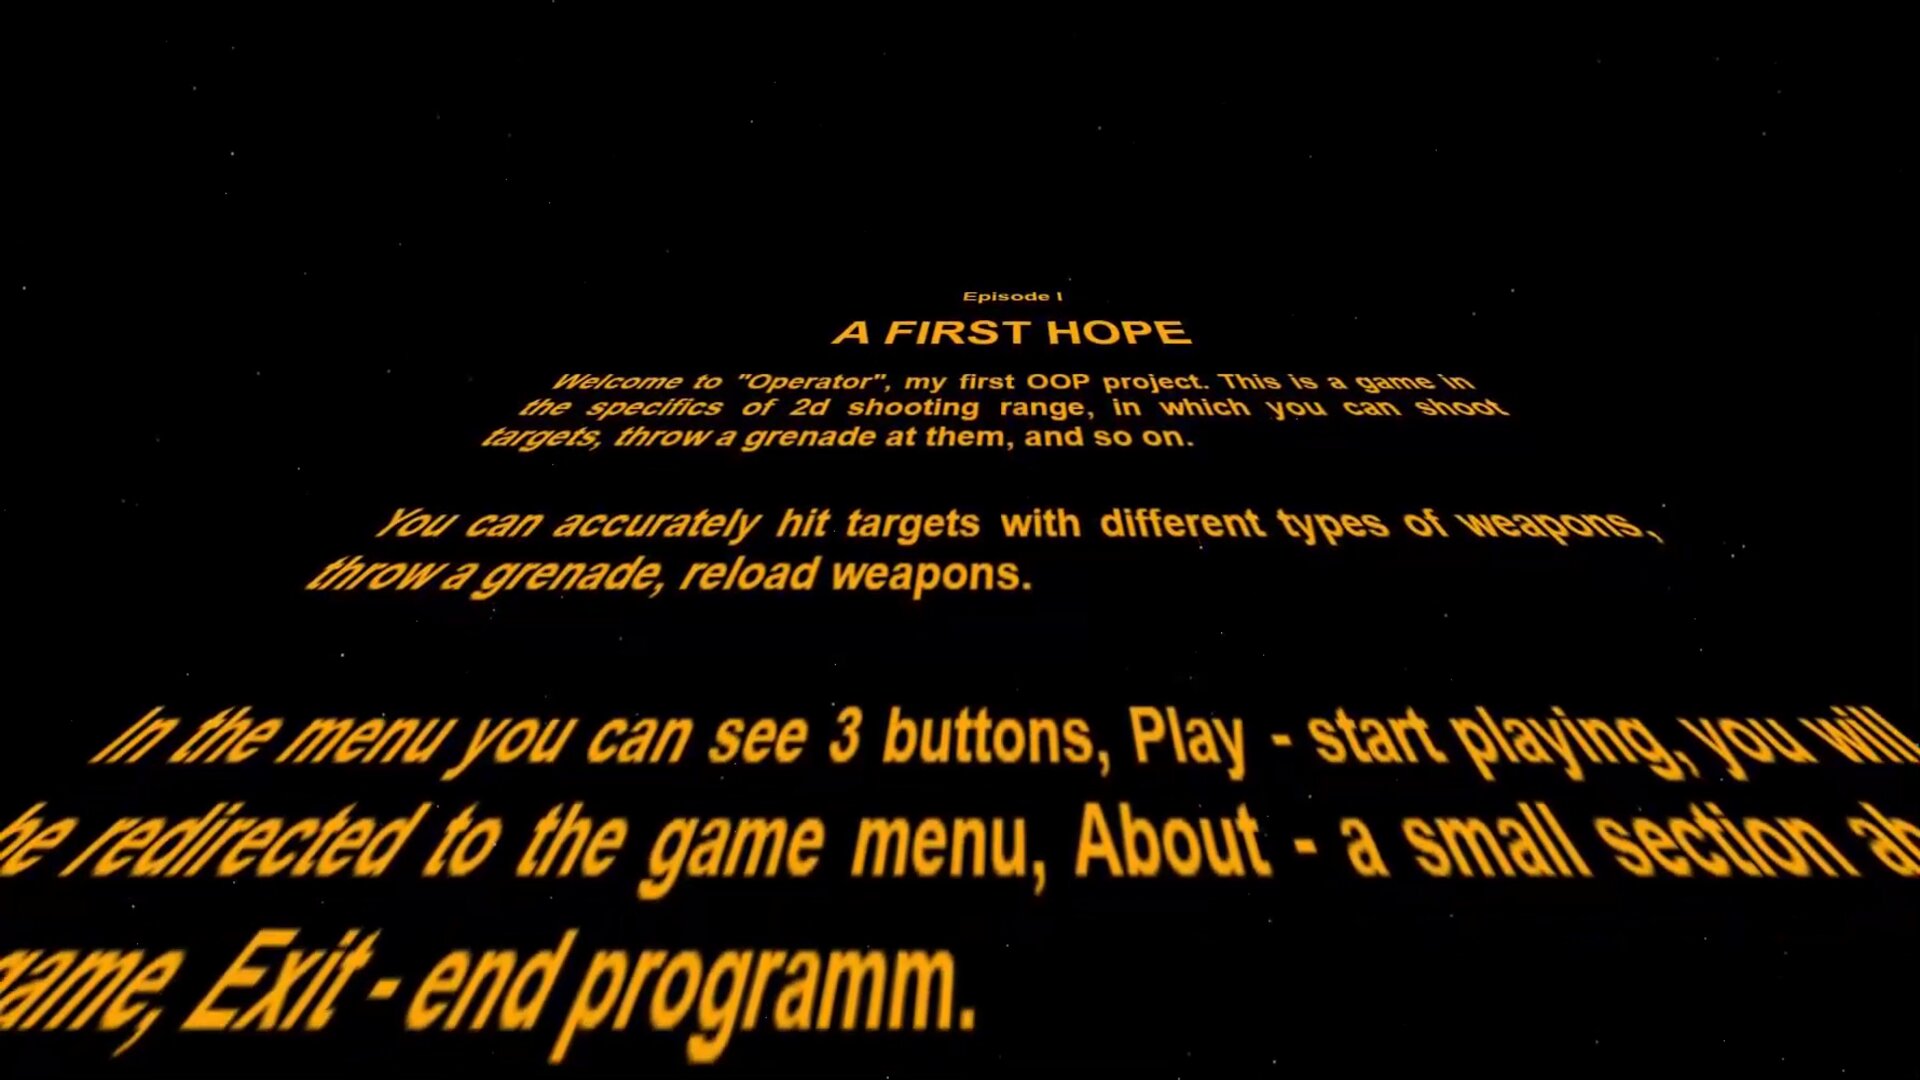 Episode I
A FIRST HOPE
Welcome to "Operator", my first OOP project. This is a game in
the specifics of 2d shooting range, in which you can shoot
targets, throw a grenade at them, and so on.
You can accurately hit targets with different types of weapons,
throw a grenade, reload weapons.
In the menu you can see 3 buttons, Play - start playing, you will
be redirected to the game menu, About - a small section
game, Exit - end programm.